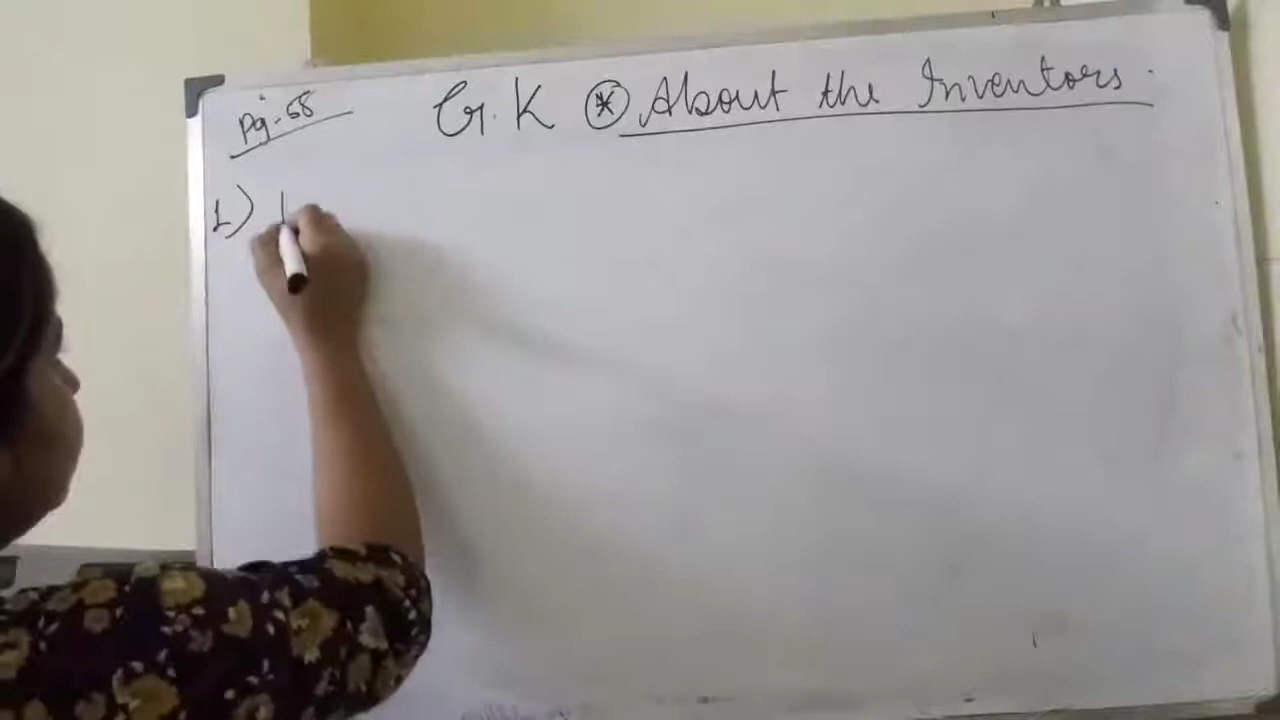 Pg.-58 G.K * About the Inventors.
1)